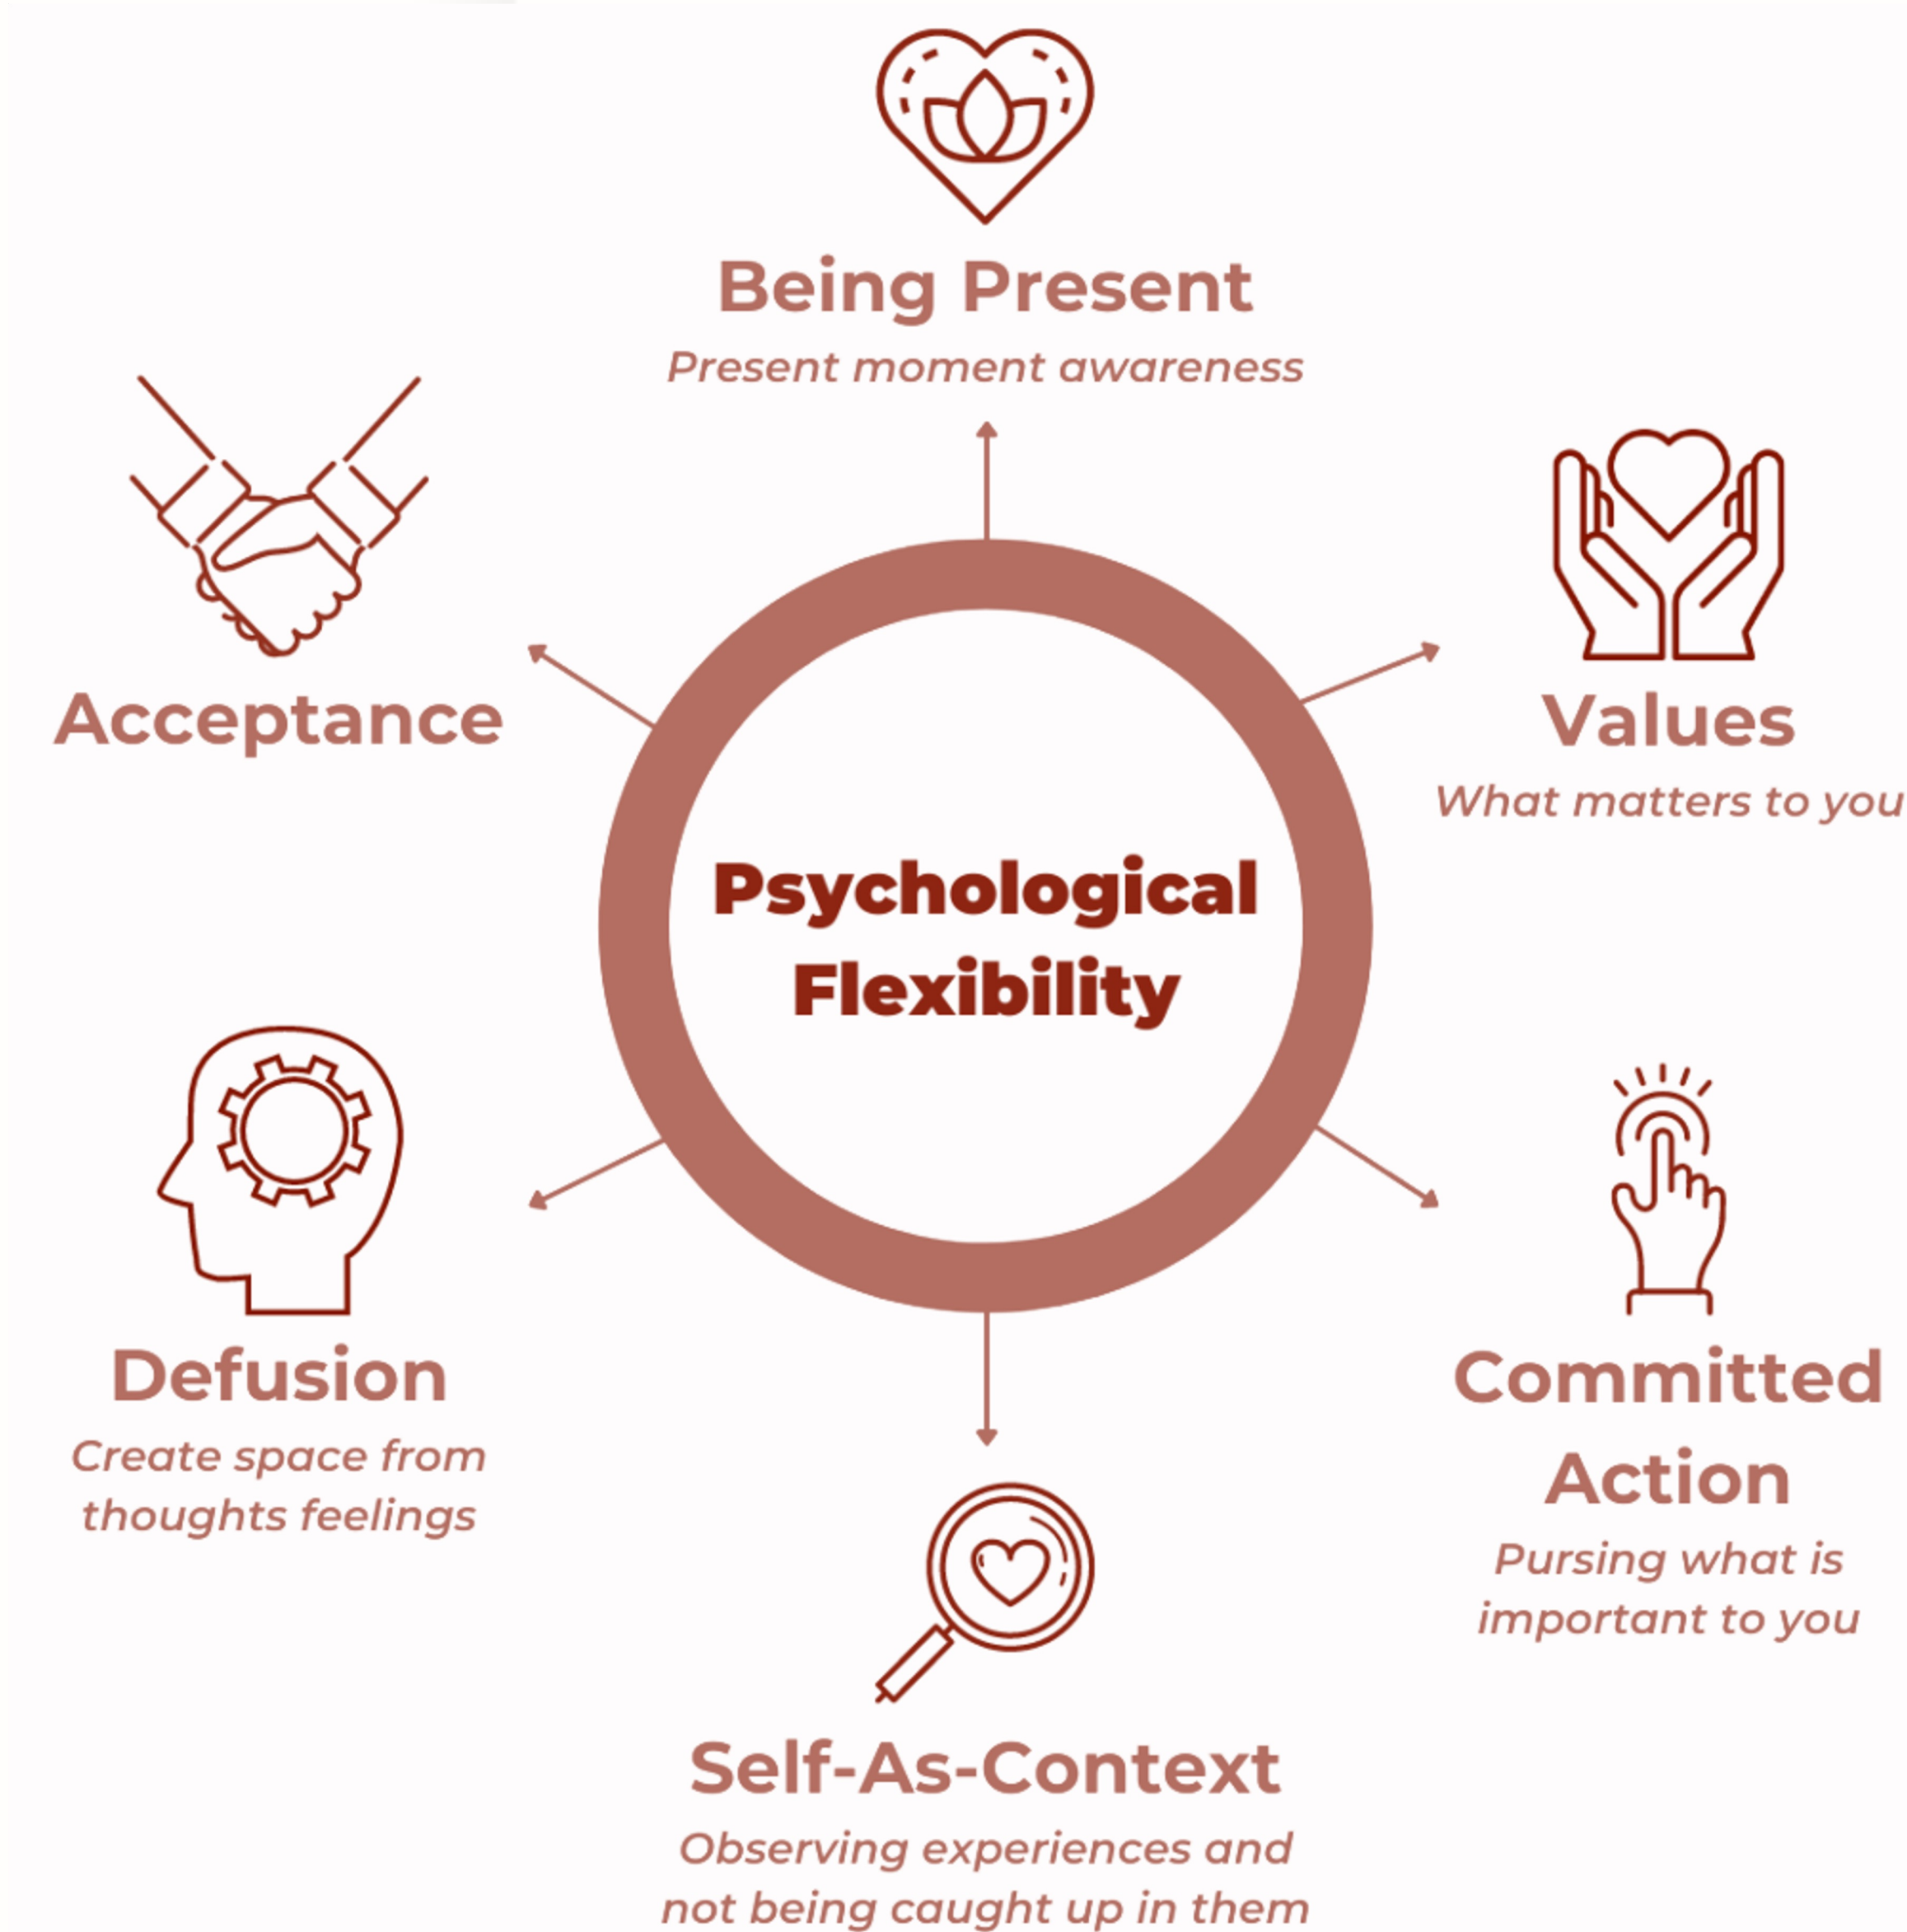 Being Present
Present moment awareness
Acceptance
Values
What matters to you
Psychological
Flexibility
Defusion
Create space from
thoughts feelings
Committed
Action
Pursing what is
important to you
Self-As-Context
Observing experiences and
not being caught up in them